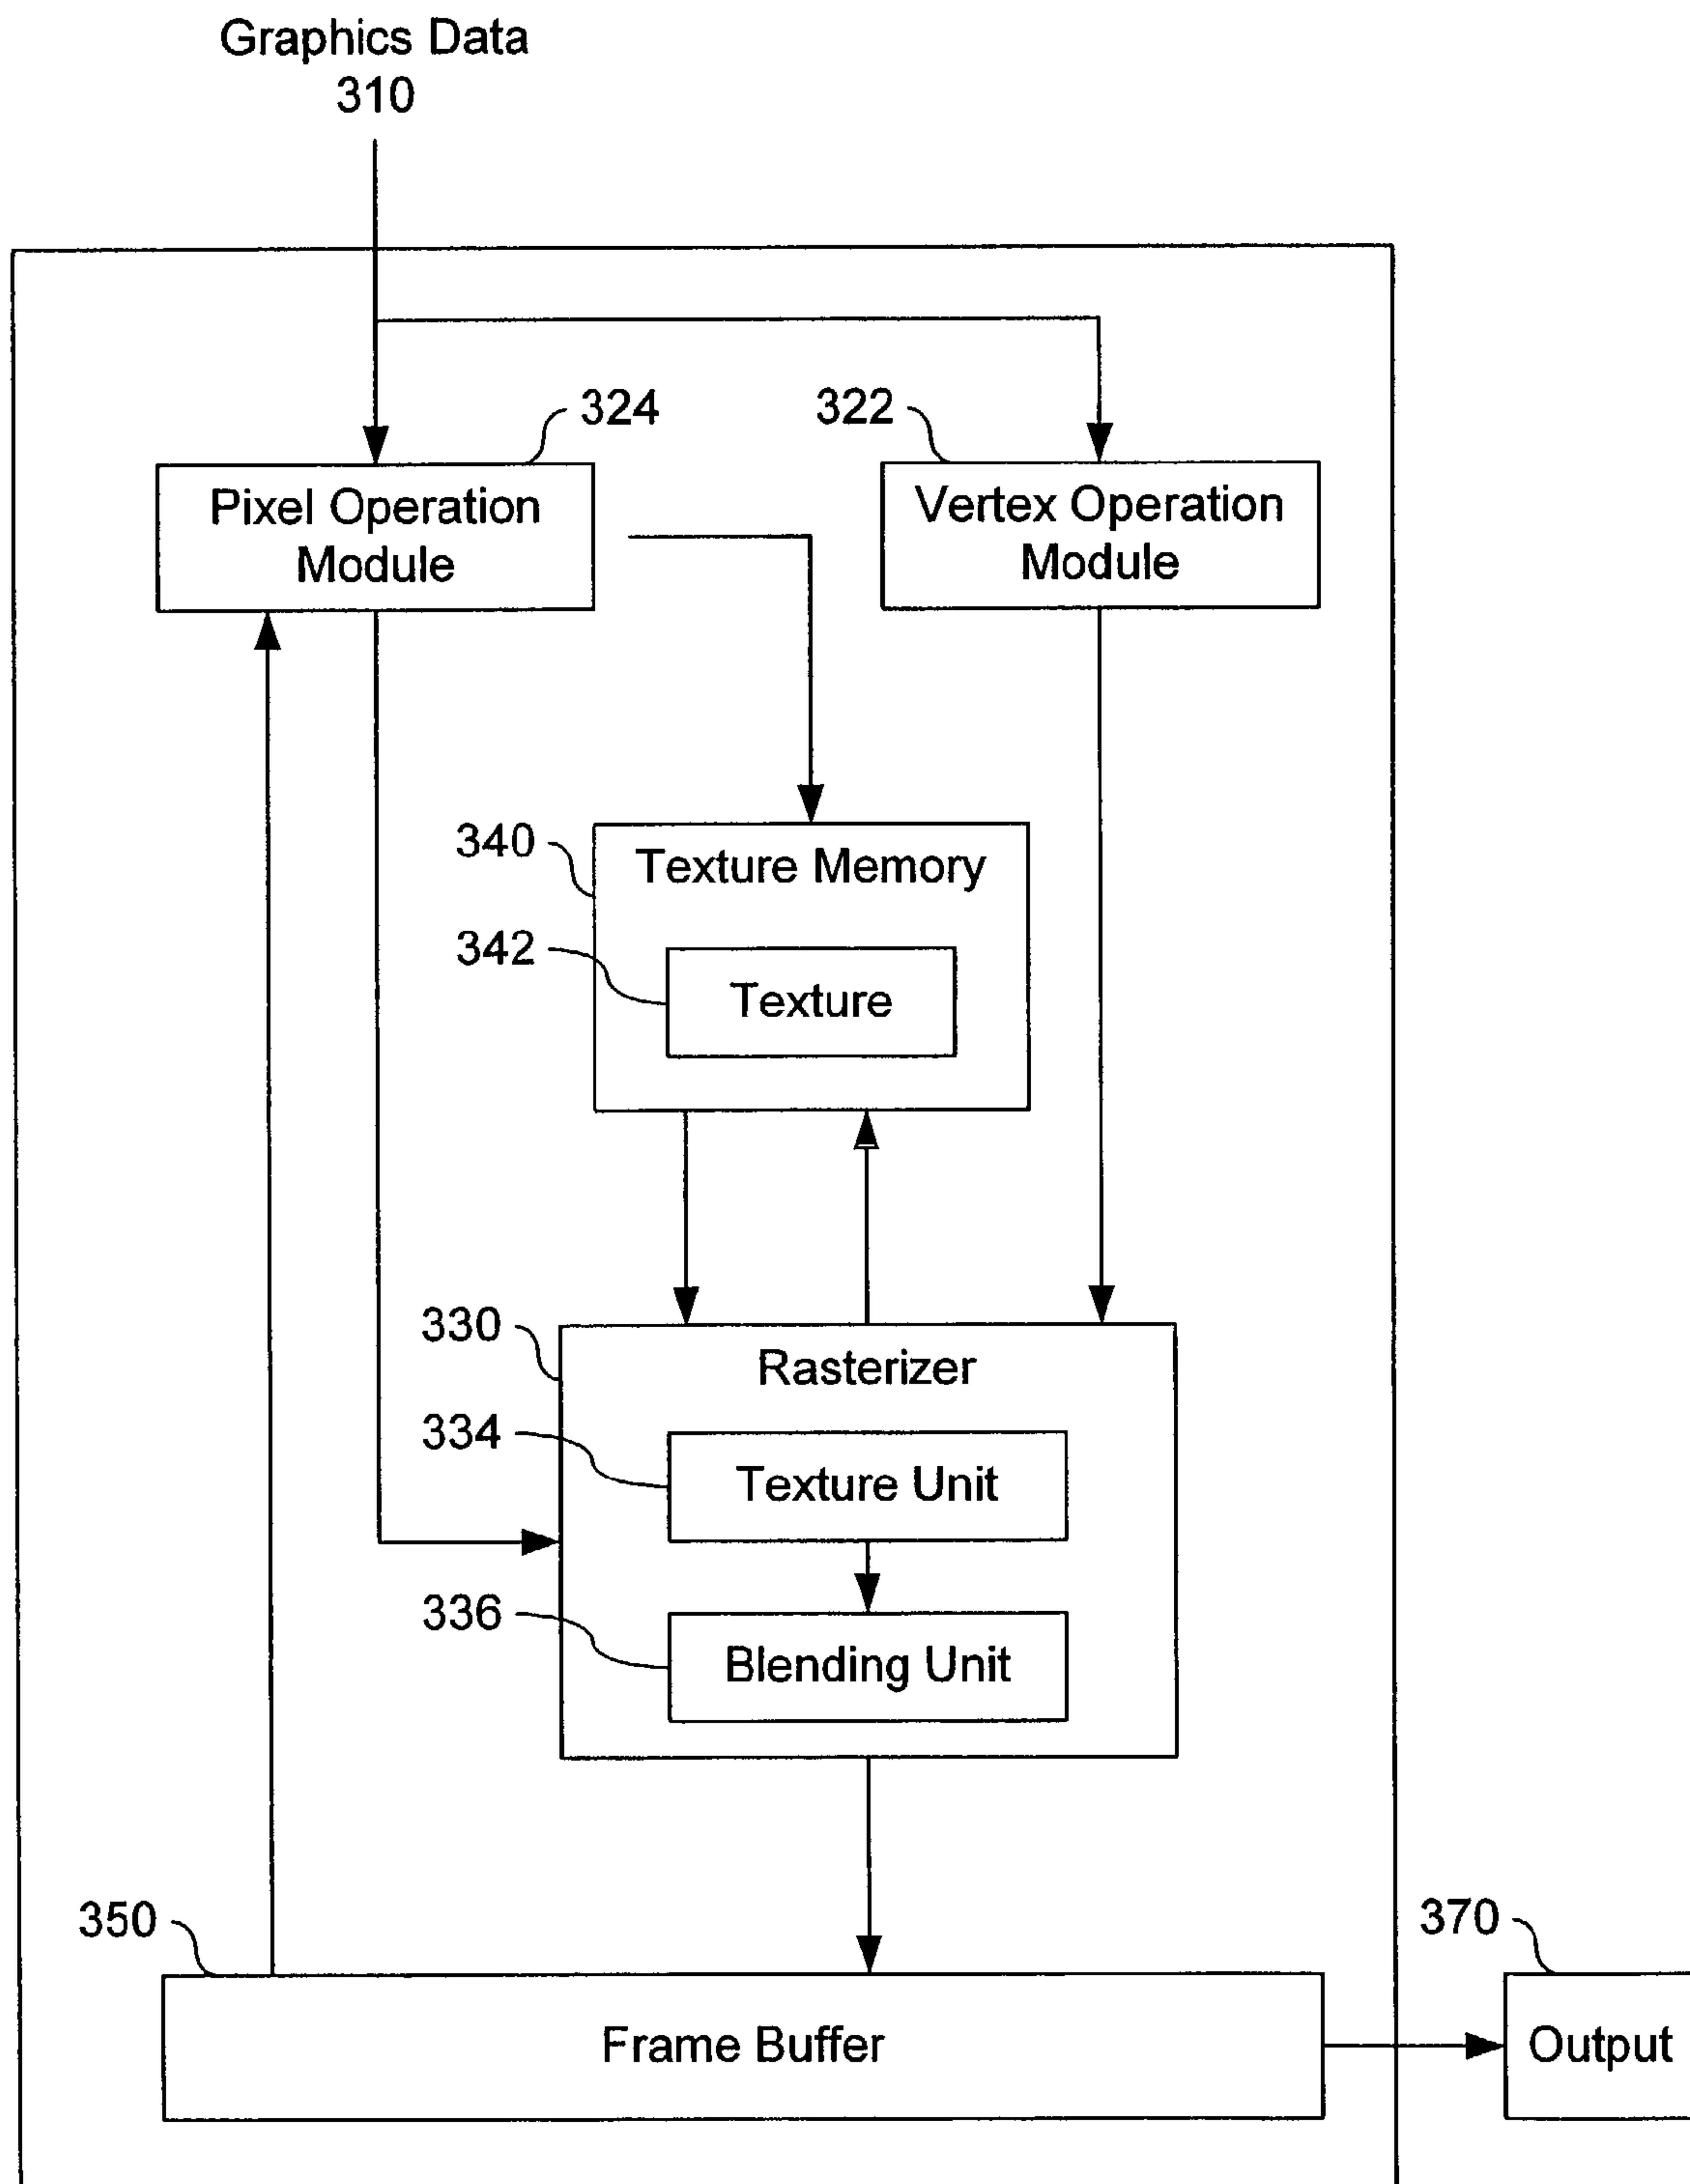 Graphics Data
310
324
322
Pixel Operation
Module
Vertex Operation
Module
340
Texture Memory
342
Texture
330
Rasterizer
334
Texture Unit
336
Blending Unit
350
370
Frame Buffer
Output